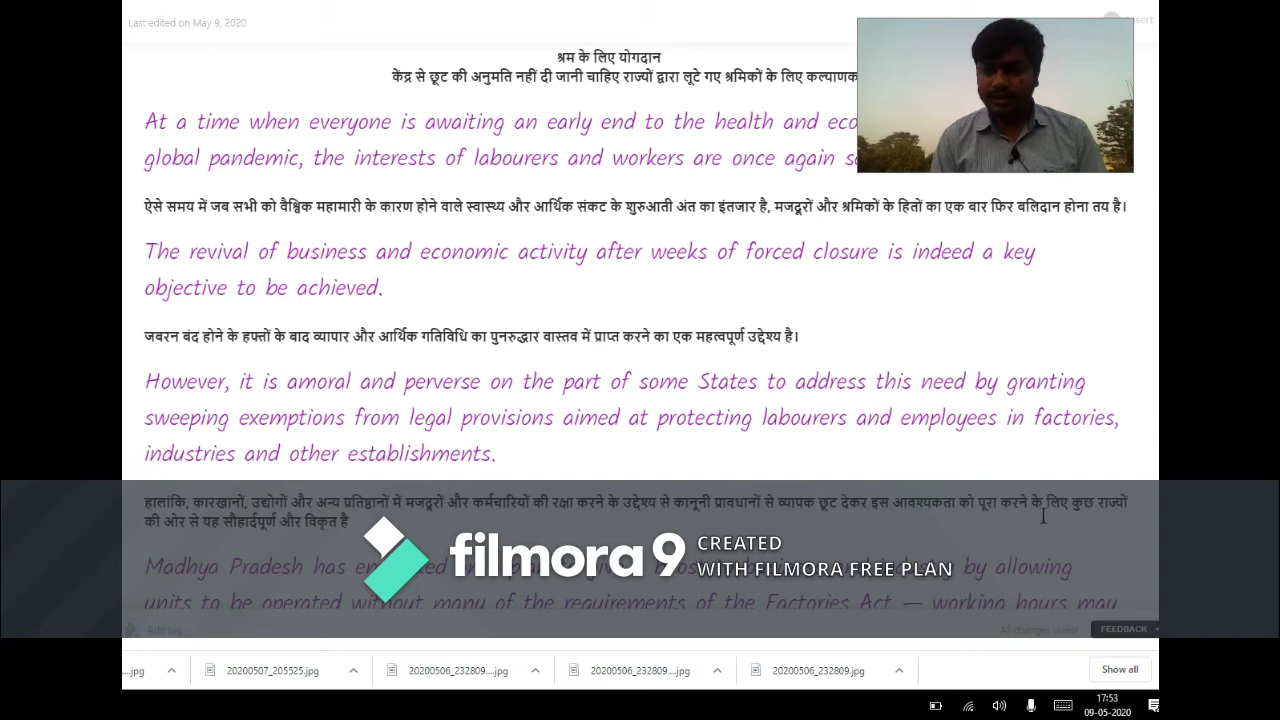 Last edited on May 9, 2020
श्रम के लिए योगदान
केंद्र से छूट की अनुमति नहीं दी जानी चाहिए राज्यों द्वारा लूटे गए श्रमिकों के लिए
At a time when everyone is awaiting an early end to the health and
global pandemic, the interests of labourers and workers are once again
ऐसे समय में जब सभी को वैश्विक महामारी के कारण होने वाले स्वास्थ्य और आर्थिक संकट के शुरुआती अंत का इंतजार है, मजदूरों और श्रमिकों के हितों का एक बार फिर बलिदान होना तय है।
The revival of business and economic activity after weeks of forced closure is indeed a key
objective to be achieved.
जबरन बंद होने के हफ्तों के बाद व्यापार और आर्थिक गतिविधि का पुनरुद्धार वास्तव में प्राप्त करने का एक महत्वपूर्ण उद्देश्य है।
However, it is amoral and perverse on the part of some States to address this need by granting
sweeping exemptions from legal provisions aimed at protecting labourers and employees in factories,
industries and other establishments.
हालांकि, कारखानों, उद्योगों और अन्य प्रतिष्ठानों में मजदूरों और कर्मचारियों की रक्षा करने के उद्देश्य से कानूनी प्रावधानों से व्यापक छूट देकर इस आवश्यकता को पूरा करने के लिए कुछ राज्यों
की ओर से यह सौहार्दपूर्ण और विकृत है
filmora 9 CREATED
WITH FILMORA FREE PLAN
Madhya Pradesh has by allowing
units to be operated without many of the requirements of the Factories Act — working hours may
Add tag
All changes saved
FEEDBACK
....jpg
20200507_205525.jpg
20200506_232809....jpg
20200506_232809....jpg
20200506_232809.jpg
Show all
17:53
09-05-2020